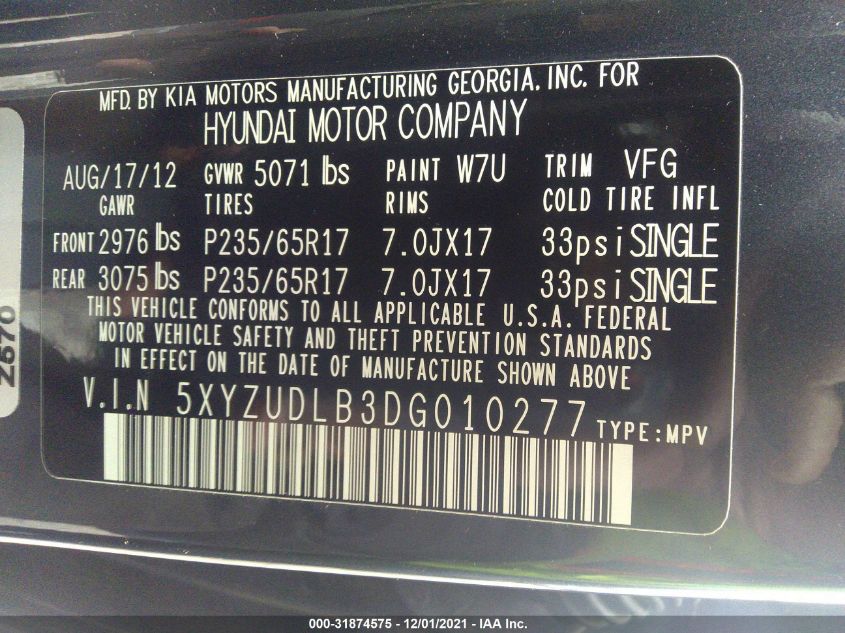 MFD. BY KIA MOTORS MANUFACTURING GEORGIA. INC. FOR
HYUNDAI MOTOR COMPANY
AUG/17/12 GVWR 5071 lbs PAINT W7U TRIM VFG
GAWR TIRES RIMS COLD TIRE INFL
FRONT 2976 lbs P235/65R17 7.0JX17 33psi SINGLE
REAR 3075 lbs P235/65R17 7.0JX17 33psi SINGLE
THIS VEHICLE CONFORMS TO ALL APPLICABLE U.S.A. FEDERAL
MOTOR VEHICLE SAFETY AND THEFT PREVENTION STANDARDS
IN EFFECT ON THE DATE OF MANUFACTURE SHOWN ABOVE
V.I.N 5XYZUDLB3DG010277 TYPE:MPV
2670
000-31874575 - 12/01/2021 - IAA Inc.